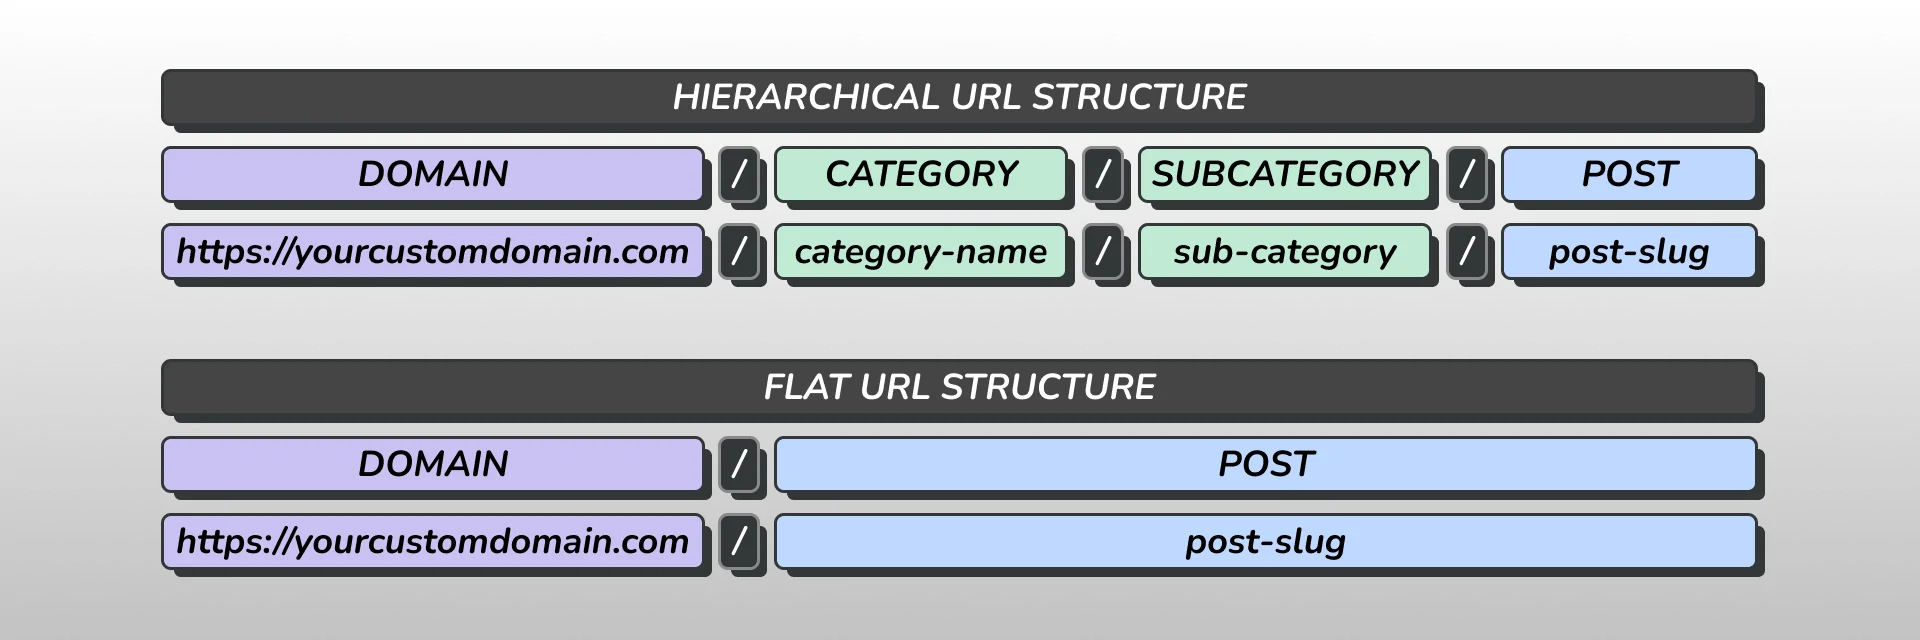 HIERARCHICAL URL STRUCTURE
DOMAIN / CATEGORY / SUBCATEGORY / POST
https://yourcustomdomain.com / category-name / sub-category / post-slug
FLAT URL STRUCTURE
DOMAIN / POST
https://yourcustomdomain.com / post-slug